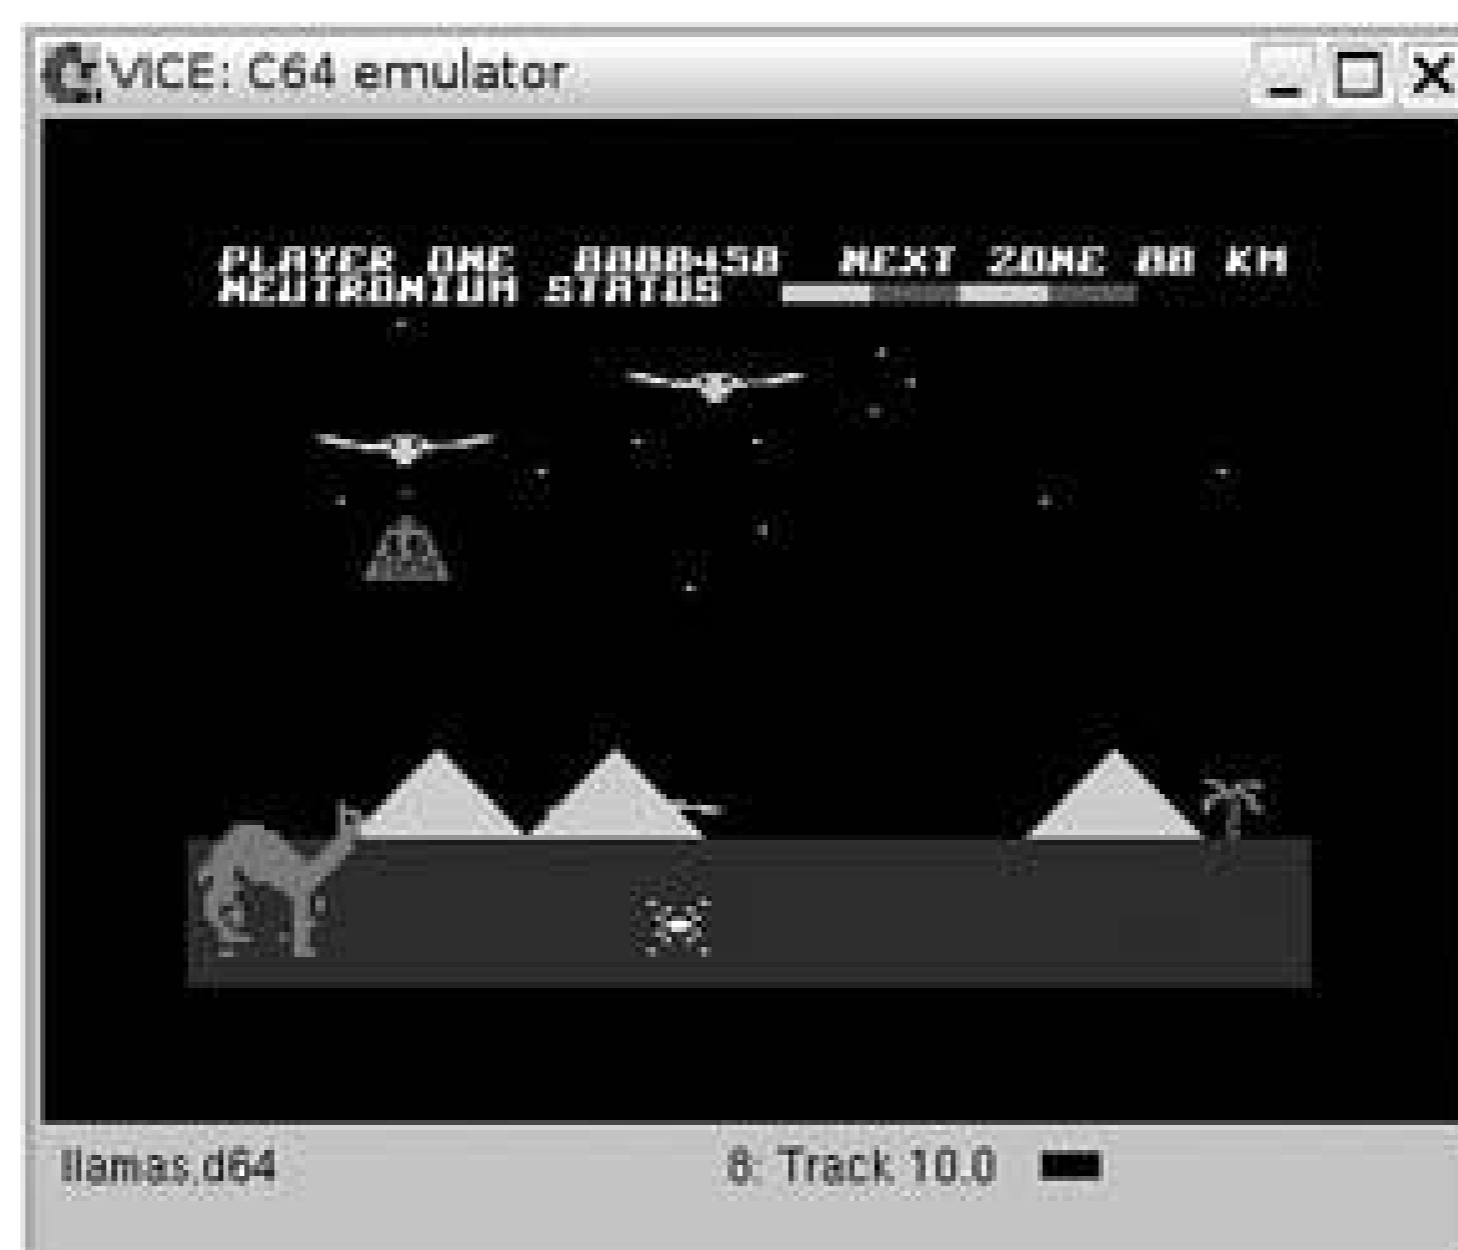 VICE: C64 emulator
PLAYER ONE 0000450 NEXT ZONE 00 KM
NEUTRONIUM STATUS
llamas.d64
8: Track 10.0